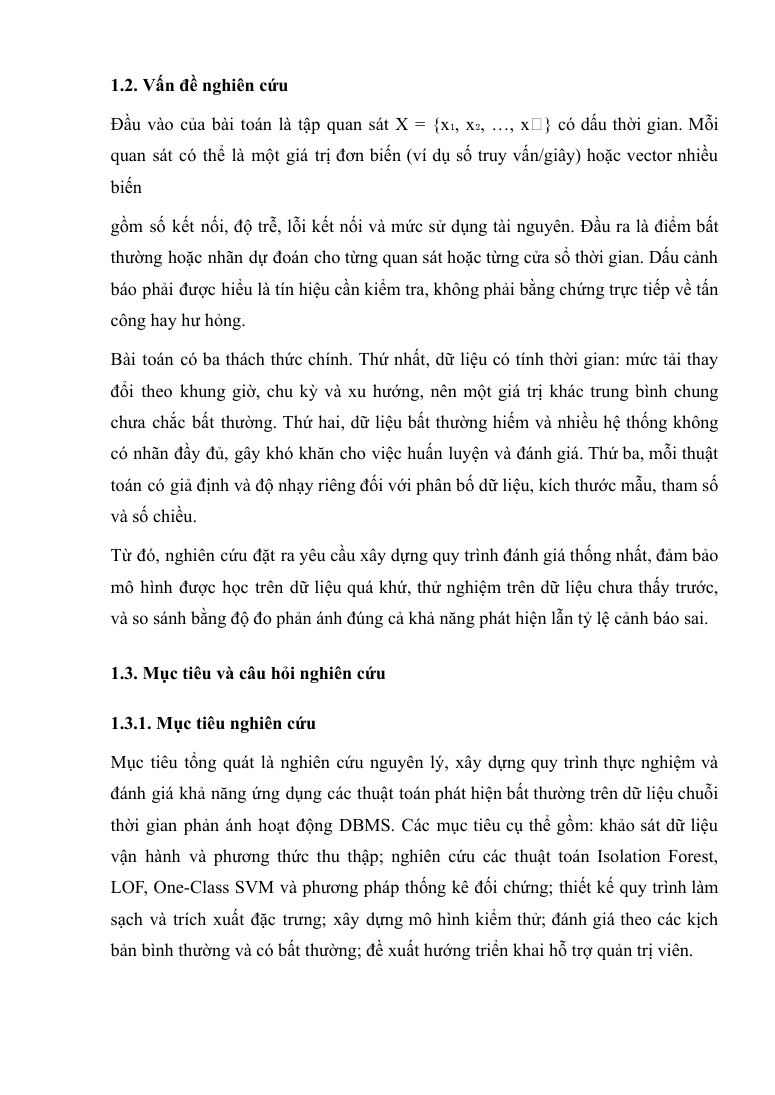 1.2. Vấn đề nghiên cứu
Đầu vào của bài toán là tập quan sát X = {x₁, x₂, …, x□} có dấu thời gian. Mỗi
quan sát có thể là một giá trị đơn biến (ví dụ số truy vấn/giây) hoặc vector nhiều
biến
gồm số kết nối, độ trễ, lỗi kết nối và mức sử dụng tài nguyên. Đầu ra là điểm bất
thường hoặc nhãn dự đoán cho từng quan sát hoặc từng cửa sổ thời gian. Dấu cảnh
báo phải được hiểu là tín hiệu cần kiểm tra, không phải bằng chứng trực tiếp về tấn
công hay hư hỏng.
Bài toán có ba thách thức chính. Thứ nhất, dữ liệu có tính thời gian: mức tải thay
đổi theo khung giờ, chu kỳ và xu hướng, nên một giá trị khác trung bình chung
chưa chắc bất thường. Thứ hai, dữ liệu bất thường hiếm và nhiều hệ thống không
có nhãn đầy đủ, gây khó khăn cho việc huấn luyện và đánh giá. Thứ ba, mỗi thuật
toán có giả định và độ nhạy riêng đối với phân bố dữ liệu, kích thước mẫu, tham số
và số chiều.
Từ đó, nghiên cứu đặt ra yêu cầu xây dựng quy trình đánh giá thống nhất, đảm bảo
mô hình được học trên dữ liệu quá khứ, thử nghiệm trên dữ liệu chưa thấy trước,
và so sánh bằng độ đo phản ánh đúng cả khả năng phát hiện lẫn tỷ lệ cảnh báo sai.
1.3. Mục tiêu và câu hỏi nghiên cứu
1.3.1. Mục tiêu nghiên cứu
Mục tiêu tổng quát là nghiên cứu nguyên lý, xây dựng quy trình thực nghiệm và
đánh giá khả năng ứng dụng các thuật toán phát hiện bất thường trên dữ liệu chuỗi
thời gian phản ánh hoạt động DBMS. Các mục tiêu cụ thể gồm: khảo sát dữ liệu
vận hành và phương thức thu thập; nghiên cứu các thuật toán Isolation Forest,
LOF, One-Class SVM và phương pháp thống kê đối chứng; thiết kế quy trình làm
sạch và trích xuất đặc trưng; xây dựng mô hình kiểm thử; đánh giá theo các kịch
bản bình thường và có bất thường; đề xuất hướng triển khai hỗ trợ quản trị viên.